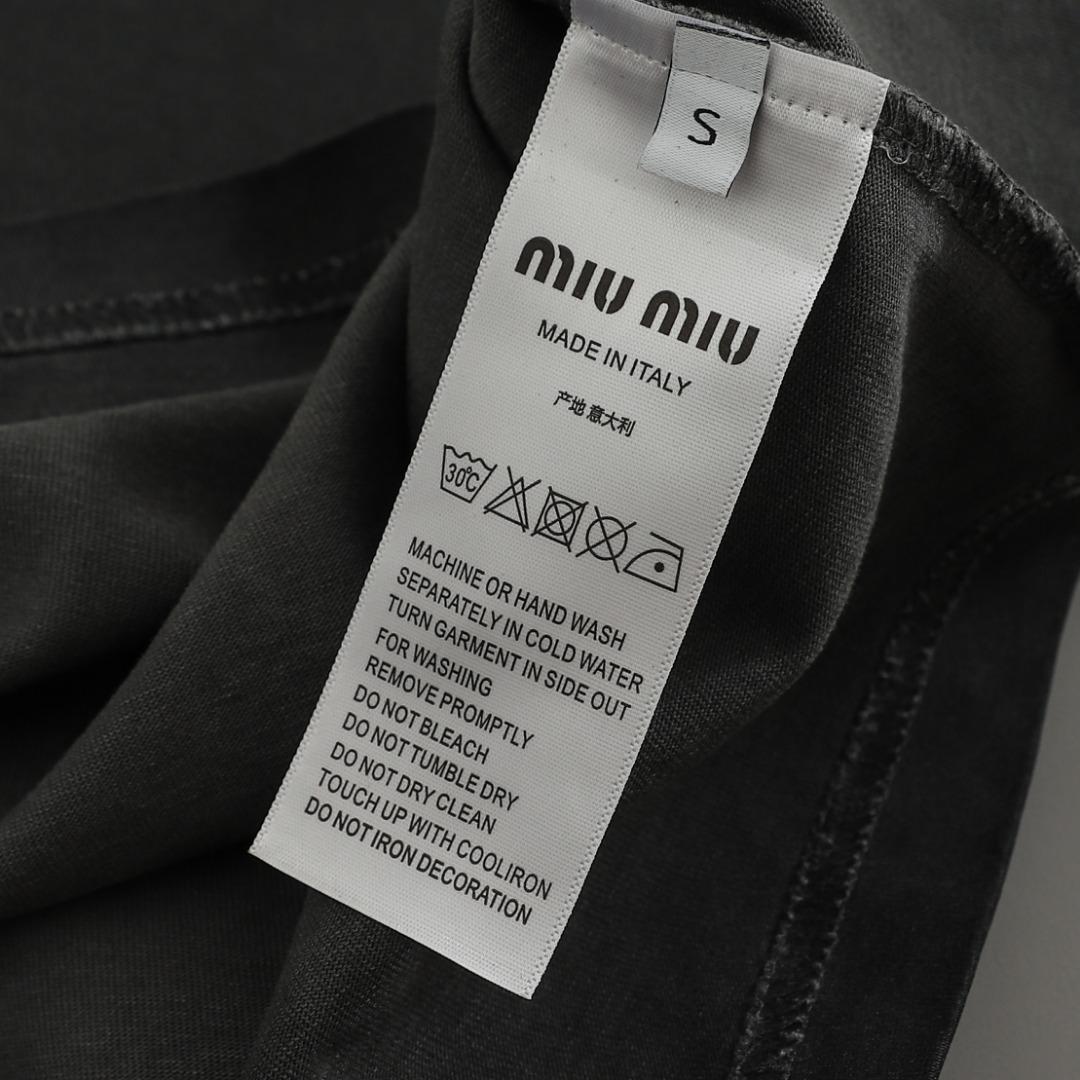 S
miu miu
MADE IN ITALY
产地 意大利
30℃
MACHINE OR HAND WASH
SEPARATELY IN COLD WATER
TURN GARMENT IN SIDE OUT
FOR WASHING
REMOVE PROMPTLY
DO NOT BLEACH
DO NOT TUMBLE DRY
DO NOT DRY CLEAN
TOUCH UP WITH COOLIRON
DO NOT IRON DECORATION